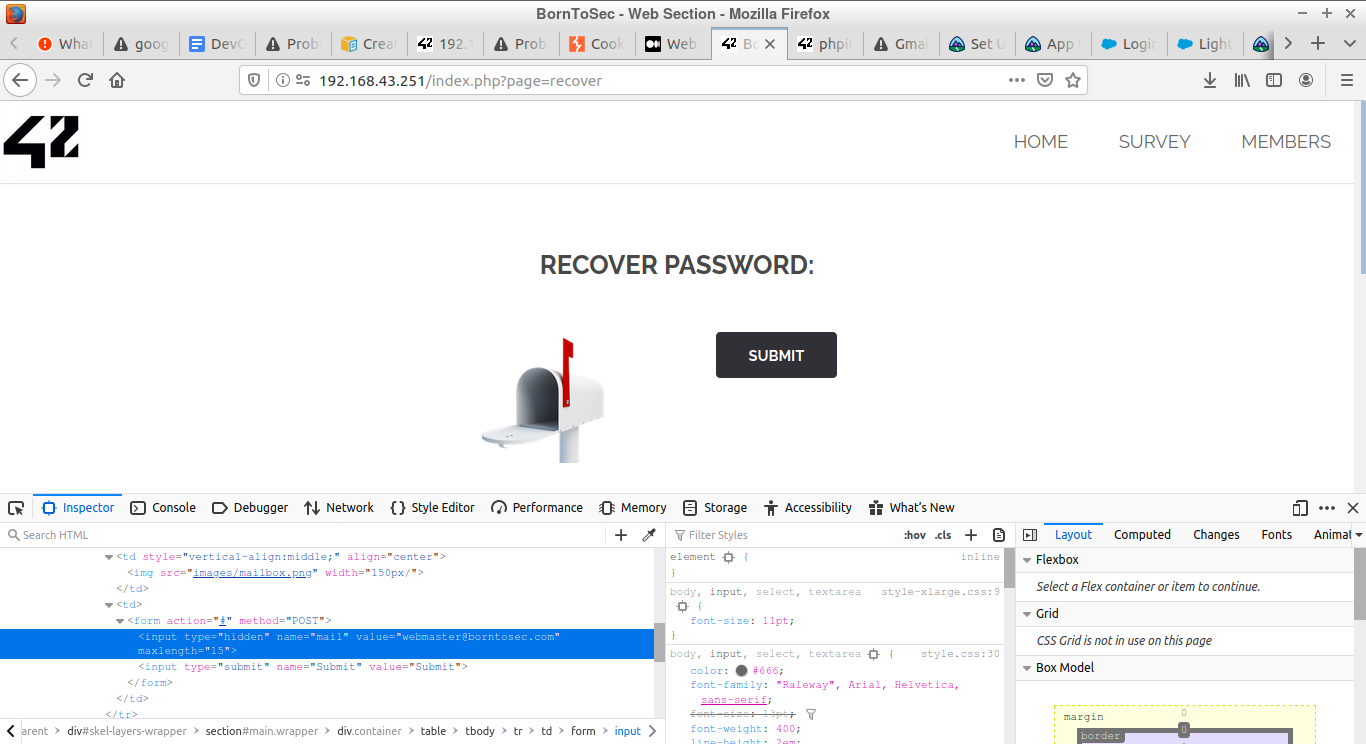 BornToSec - Web Section - Mozilla Firefox
What
goog
DevC
Prob
Crea
192.
Prob
Cook
Web
Bo
phpi
Gmai
Set U
App
Login
Light
192.168.43.251/index.php?page=recover
42
HOME SURVEY MEMBERS
RECOVER PASSWORD:
SUBMIT
Inspector Console Debugger Network Style Editor Performance Memory Storage Accessibility What's New
Search HTML
Filter Styles :hov .cls
Layout Computed Changes Fonts Animat
<td style="vertical-align:middle;" align="center">
<img src="images/mailbox.png" width="150px/">
</td>
<td>
<form action="#" method="POST">
<input type="hidden" name="mail" value="webmaster@borntosec.com"
maxlength="15">
<input type="submit" name="Submit" value="Submit">
</form>
</td>
</tr>
arent div#skel-layers-wrapper section#main.wrapper div.container table tbody tr td form input
element { inline
}
body, input, select, textarea style-xlarge.css:9
{
font-size: 11pt;
}
body, input, select, textarea { style.css:30
color: #666;
font-family: "Raleway", Arial, Helvetica,
sans-serif;
font-size: 13pt;
font-weight: 400;
line-height: 2em;
Flexbox
Select a Flex container or item to continue.
Grid
CSS Grid is not in use on this page
Box Model
margin 0
border 0